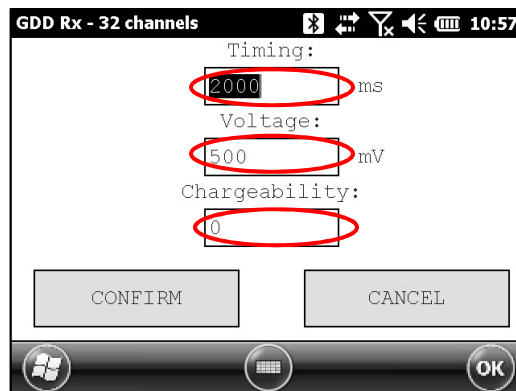 GDD Rx - 32 channels 10:57
Timing:
2000 ms
Voltage:
500 mV
Chargeability:
0
CONFIRM CANCEL
OK